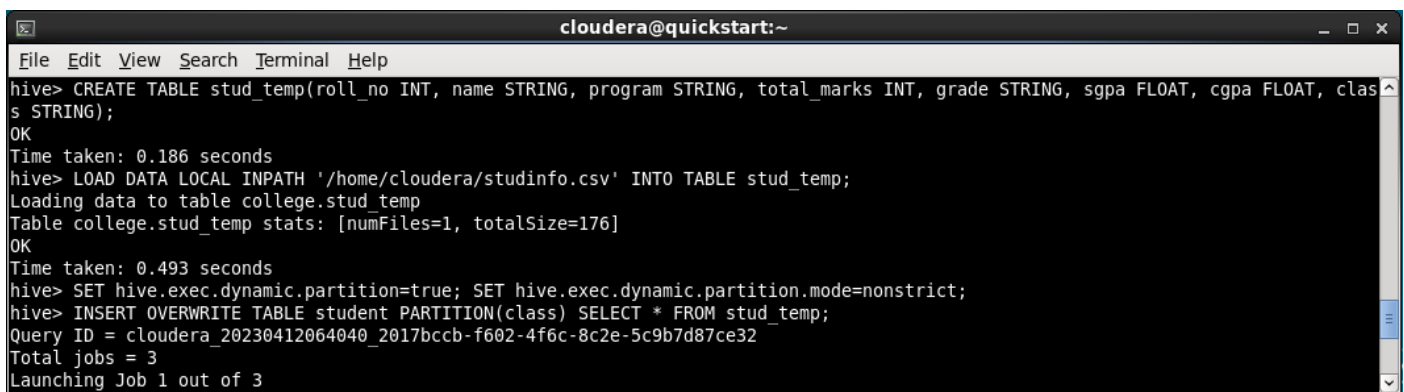 cloudera@quickstart:~
File Edit View Search Terminal Help
hive> CREATE TABLE stud_temp(roll_no INT, name STRING, program STRING, total_marks INT, grade STRING, sgpa FLOAT, cgpa FLOAT, clas
s STRING);
OK
Time taken: 0.186 seconds
hive> LOAD DATA LOCAL INPATH '/home/cloudera/studinfo.csv' INTO TABLE stud_temp;
Loading data to table college.stud_temp
Table college.stud_temp stats: [numFiles=1, totalSize=176]
OK
Time taken: 0.493 seconds
hive> SET hive.exec.dynamic.partition=true; SET hive.exec.dynamic.partition.mode=nonstrict;
hive> INSERT OVERWRITE TABLE student PARTITION(class) SELECT * FROM stud_temp;
Query ID = cloudera_20230412064040_2017bccb-f602-4f6c-8c2e-5c9b7d87ce32
Total jobs = 3
Launching Job 1 out of 3